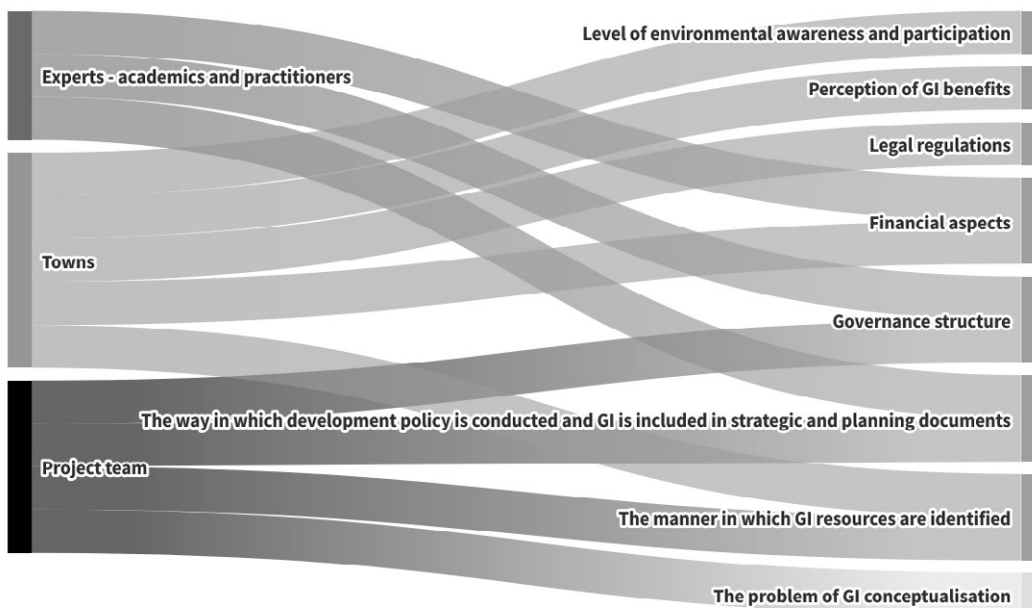 Experts - academics and practitioners
Towns
Project team
Level of environmental awareness and participation
Perception of GI benefits
Legal regulations
Financial aspects
Governance structure
The way in which development policy is conducted and GI is included in strategic and planning documents
The manner in which GI resources are identified
The problem of GI conceptualisation